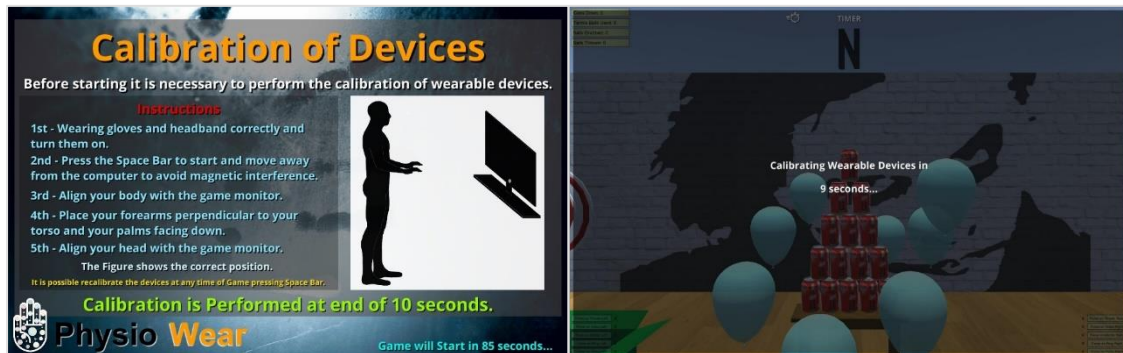 Calibration of Devices
Before starting it is necessary to perform the calibration of wearable devices.
Instructions
1st - Wearing gloves and headband correctly and
turn them on.
2nd - Press the Space Bar to start and move away
from the computer to avoid magnetic interference.
3rd - Align your body with the game monitor.
4th - Place your forearms perpendicular to your
torso and your palms facing down.
5th - Align your head with the game monitor.
The Figure shows the correct position.
It is possible recalibrate the devices at any time of Game pressing Space Bar.
Calibration is Performed at end of 10 seconds.
Physio Wear
Game will Start in 85 seconds...
TIMER
N
Calibrating Wearable Devices in
9 seconds...